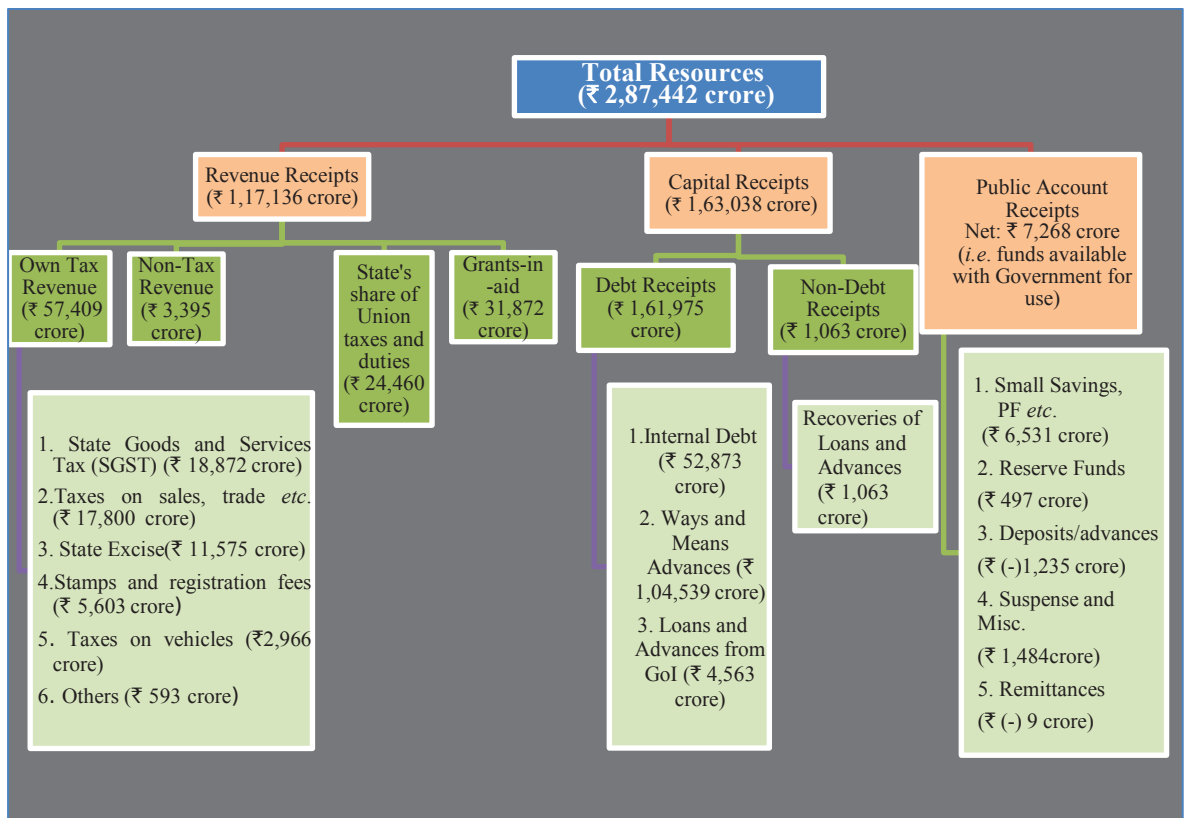 Total Resources
(₹ 2,87,442 crore)
Revenue Receipts
(₹ 1,17,136 crore)
Own Tax
Revenue
(₹ 57,409
crore)
Non-Tax
Revenue
(₹ 3,395
crore)
State's
share of
Union
taxes and
duties
(₹ 24,460
crore)
Grants-in
-aid
(₹ 31,872
crore)
1. State Goods and Services
Tax (SGST) (₹ 18,872 crore)
2.Taxes on sales, trade etc.
(₹ 17,800 crore)
3. State Excise(₹ 11,575 crore)
4.Stamps and registration fees
(₹ 5,603 crore)
5. Taxes on vehicles (₹2,966
crore)
6. Others (₹ 593 crore)
Capital Receipts
(₹ 1,63,038 crore)
Debt Receipts
(₹ 1,61,975
crore)
Non-Debt
Receipts
(₹ 1,063 crore)
1.Internal Debt
(₹ 52,873
crore)
2. Ways and
Means
Advances (₹
1,04,539 crore)
3. Loans and
Advances from
GoI (₹ 4,563
crore)
Recoveries of
Loans and
Advances
(₹ 1,063
crore)
Public Account
Receipts
Net: ₹ 7,268 crore
(i.e. funds available
with Government for
use)
1. Small Savings,
PF etc.
(₹ 6,531 crore)
2. Reserve Funds
(₹ 497 crore)
3. Deposits/advances
(₹ (-)1,235 crore)
4. Suspense and
Misc.
(₹ 1,484crore)
5. Remittances
(₹ (-) 9 crore)